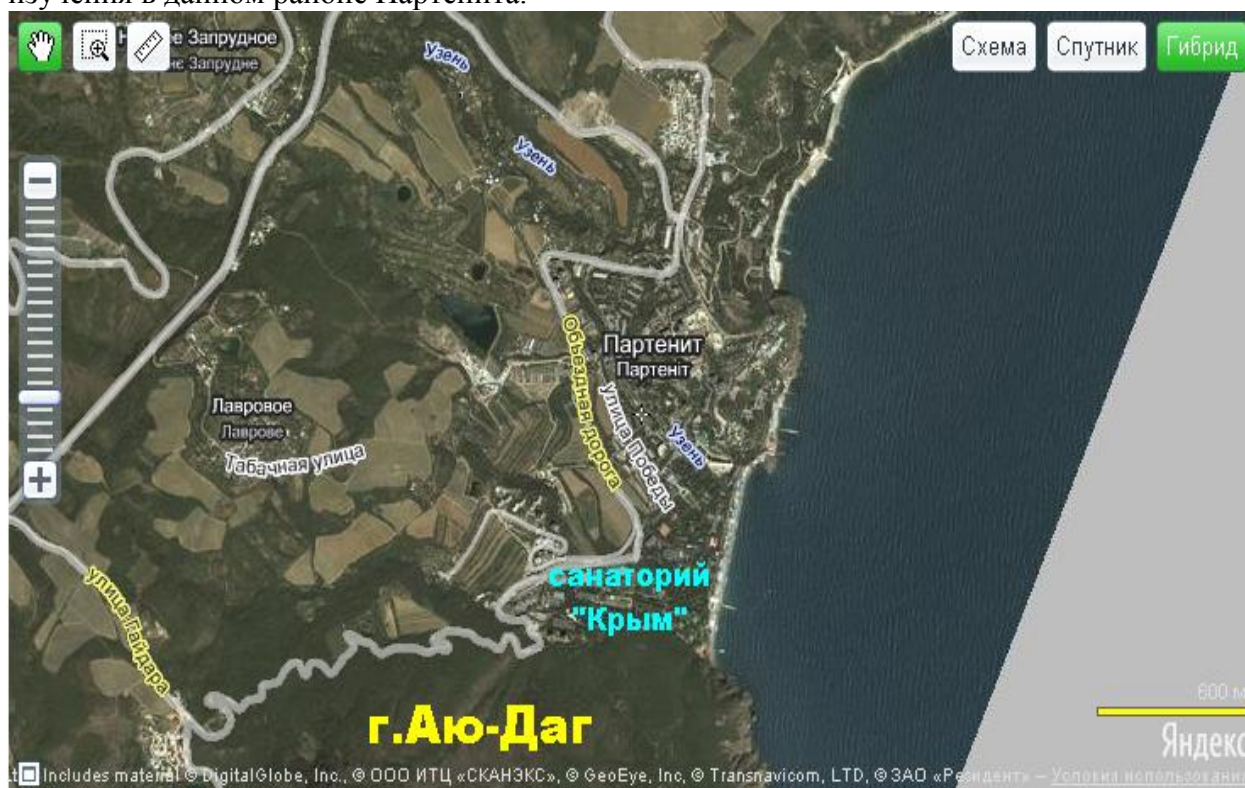 изучения в данном районе Партенита.
Запрудное
Запрудне
Схема
Спутник
Гибрид
Узень
Узень
Партенит
Партеніт
Объездная дорога
улица Победы
Узень
Лавровое
Лаврове
Табачная улица
улица Гайдара
санаторий
"Крым"
г.Аю-Даг
600 м
Яндекс
Includes material © DigitalGlobe, Inc., © ООО ИТЦ «СКАНЭКС», © GeoEye, Inc, © Transnavicom, LTD, © ЗАО «Резидент» – Условия использования